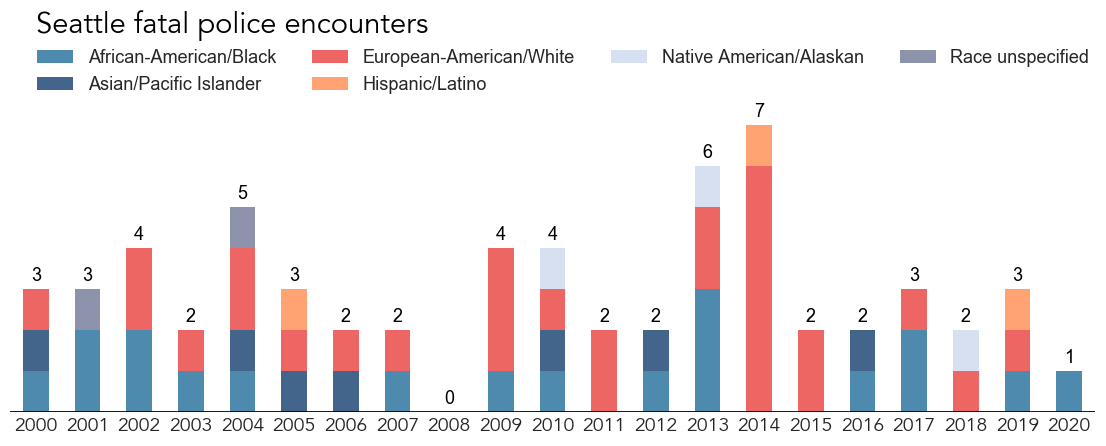 Seattle fatal police encounters
African-American/Black European-American/White Native American/Alaskan Race unspecified
Asian/Pacific Islander Hispanic/Latino
7
6
5
4 4 4
3 3 3 3 3
2 2 2 2 2 2 2 2 2
1
0
2000 2001 2002 2003 2004 2005 2006 2007 2008 2009 2010 2011 2012 2013 2014 2015 2016 2017 2018 2019 2020